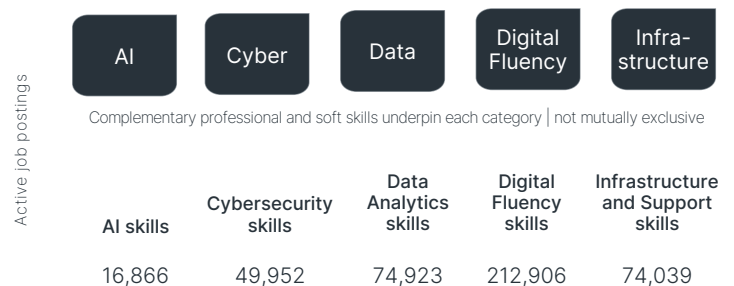 AI
Cyber
Data
Digital
Fluency
Infra-
structure
Complementary professional and soft skills underpin each category | not mutually exclusive
Active job postings
AI skills
Cybersecurity
skills
Data
Analytics
skills
Digital
Fluency
skills
Infrastructure
and Support
skills
16,866
49,952
74,923
212,906
74,039